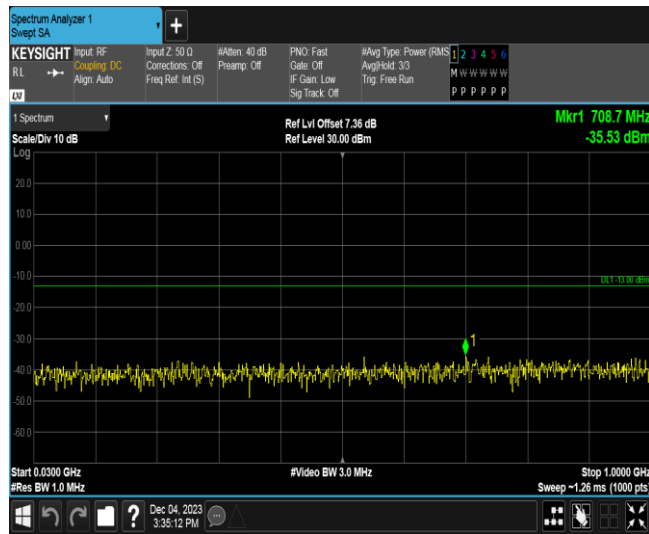 Spectrum Analyzer 1
Swept SA
+
KEYSIGHT Input: RF
RL Coupling: DC
Align: Auto
LXI
Input Z: 50 Ω
Corrections: Off
Freq Ref: Int (S)
#Atten: 40 dB
Preamp: Off
PNO: Fast
Gate: Off
IF Gain: Low
Sig Track: Off
#Avg Type: Power (RMS
Avg|Hold: 3/3
Trig: Free Run
1 2 3 4 5 6
M W W W W W
P P P P P P
1 Spectrum
Scale/Div 10 dB
Ref Lvl Offset 7.36 dB
Ref Level 30.00 dBm
Mkr1 708.7 MHz
-35.53 dBm
Log
20.0
10.0
0.00
-10.0
DL1 -13.00 dBm
-20.0
-30.0
1
-40.0
-50.0
-60.0
Start 0.0300 GHz
#Video BW 3.0 MHz
Stop 1.0000 GHz
#Res BW 1.0 MHz
Sweep ~1.26 ms (1000 pts)
?
Dec 04, 2023
3:35:12 PM